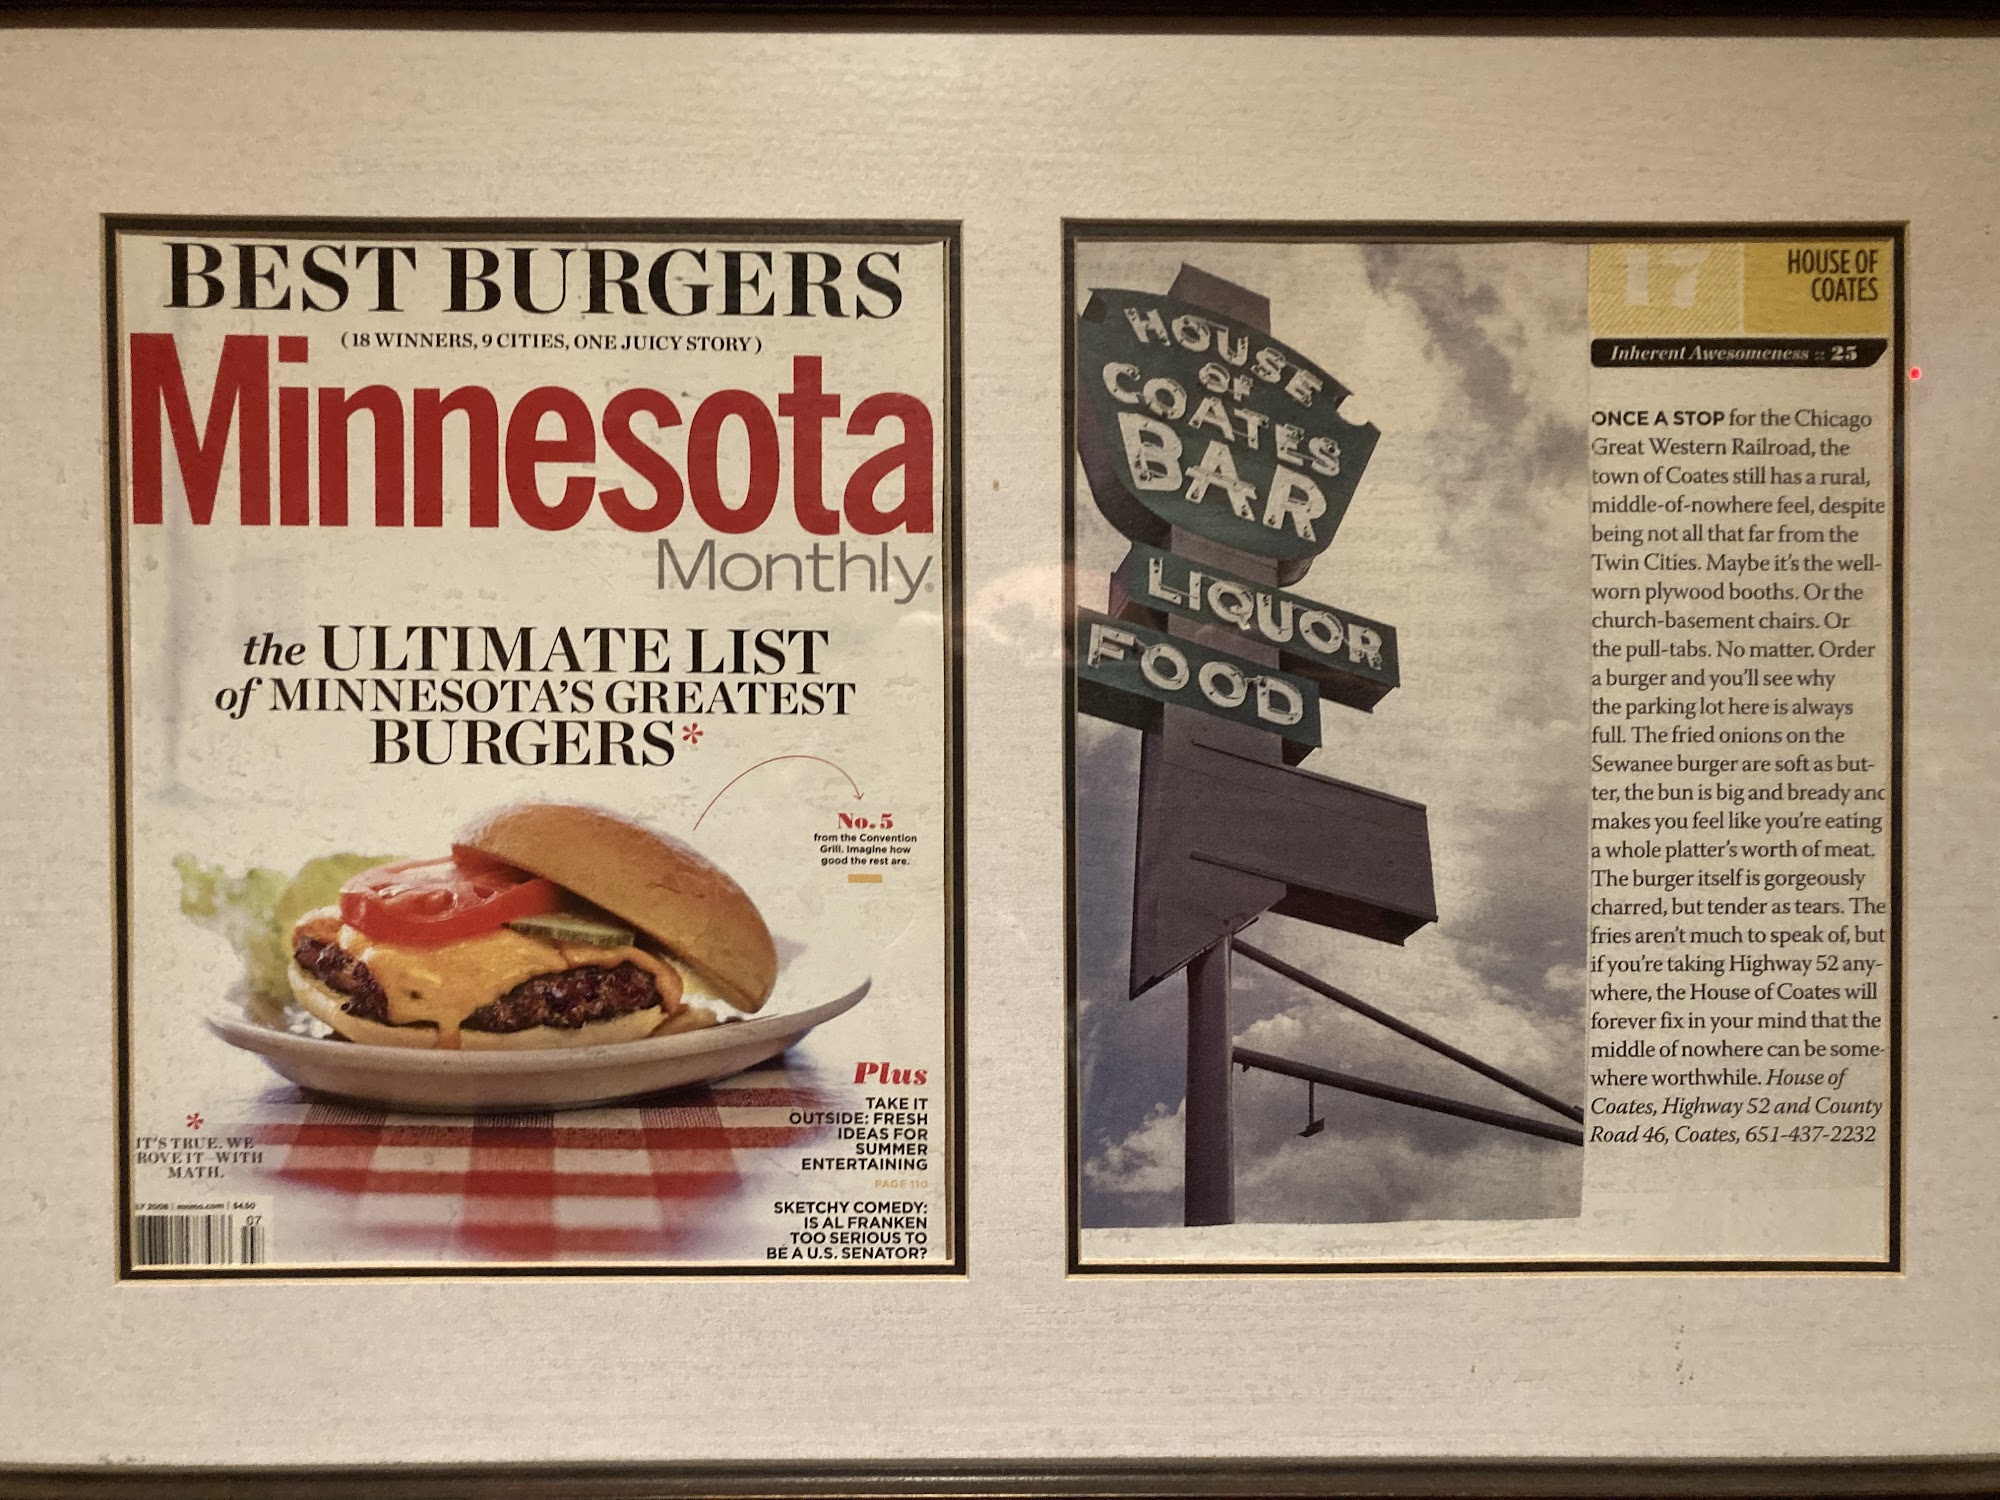 BEST BURGERS
(18 WINNERS, 9 CITIES, ONE JUICY STORY)
Minnesota
Monthly®
the ULTIMATE LIST
of MINNESOTA'S GREATEST
BURGERS*
No. 5
from the Convention
Grill. Imagine how
good the rest are.
Plus
TAKE IT
OUTSIDE: FRESH
IDEAS FOR
SUMMER
ENTERTAINING
PAGE 110
SKETCHY COMEDY:
IS AL FRANKEN
TOO SERIOUS TO
BE A U.S. SENATOR?
*
IT'S TRUE. WE
ROVE IT–WITH
MATH.
LY 2008 | mnmo.com | $4.50
07
HOUSE
OF
COATES
BAR
LIQUOR
FOOD
17
HOUSE OF
COATES
Inherent Awesomeness :: 25
ONCE A STOP for the Chicago
Great Western Railroad, the
town of Coates still has a rural,
middle-of-nowhere feel, despite
being not all that far from the
Twin Cities. Maybe it's the well-
worn plywood booths. Or the
church-basement chairs. Or
the pull-tabs. No matter. Order
a burger and you'll see why
the parking lot here is always
full. The fried onions on the
Sewanee burger are soft as but-
ter, the bun is big and bready and
makes you feel like you're eating
a whole platter's worth of meat.
The burger itself is gorgeously
charred, but tender as tears. The
fries aren't much to speak of, but
if you're taking Highway 52 any-
where, the House of Coates will
forever fix in your mind that the
middle of nowhere can be some-
where worthwhile. House of
Coates, Highway 52 and County
Road 46, Coates, 651-437-2232